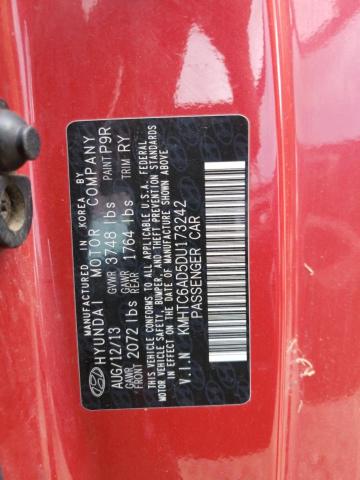 MANUFACTURED IN KOREA BY
HYUNDAI MOTOR COMPANY
AUG/12/13 GVWR 3748 lbs PAINT P9R
GAWR FRONT 2072 lbs GAWR REAR 1764 lbs TRIM RY
THIS VEHICLE CONFORMS TO ALL APPLICABLE U.S.A. FEDERAL
MOTOR VEHICLE SAFETY, BUMPER, AND THEFT PREVENTION
STANDARDS IN EFFECT ON THE DATE OF MANUFACTURE SHOWN ABOVE.
V.I.N KMHTC6AD5DU173242
PASSENGER CAR